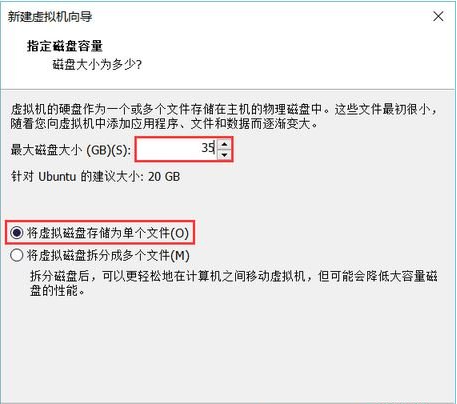 新建虚拟机向导
指定磁盘容量
磁盘大小为多少?
虚拟机的硬盘作为一个或多个文件存储在主机的物理磁盘中。这些文件最初很小，
随着您向虚拟机中添加应用程序、文件和数据而逐渐变大。
最大磁盘大小 (GB)(S): 35
针对 Ubuntu 的建议大小: 20 GB
将虚拟磁盘存储为单个文件(O)
将虚拟磁盘拆分成多个文件(M)
拆分磁盘后，可以更轻松地在计算机之间移动虚拟机，但可能会降低大容量磁
盘的性能。